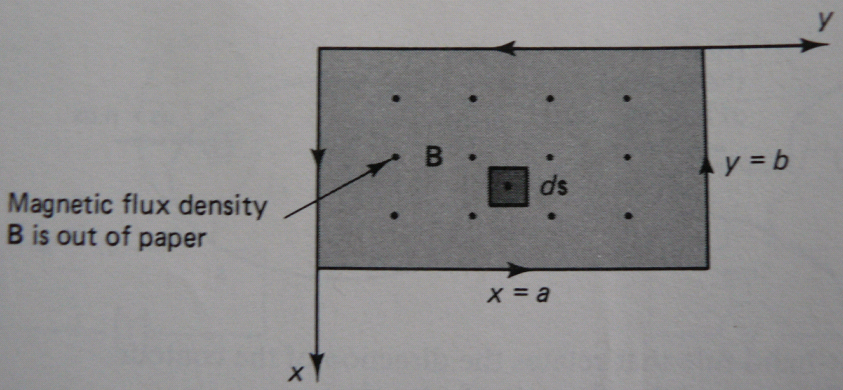 y
B
ds
y = b
Magnetic flux density
B is out of paper
x = a
x